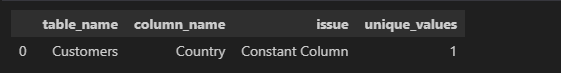 table_name column_name issue unique_values
0 Customers Country Constant Column 1